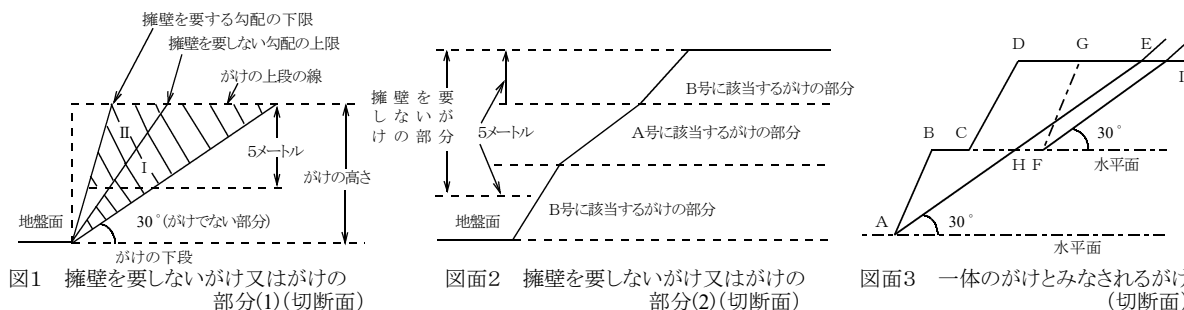 擁壁を要する勾配の下限
擁壁を要しない勾配の上限
がけの上段の線
II
I
5メートル
がけの高さ
地盤面
30°(がけでない部分)
がけの下段
図1 擁壁を要しないがけ又はがけの
部分(1)(切断面)
擁壁を要
しないが
けの部分
5メートル
B号に該当するがけの部分
A号に該当するがけの部分
B号に該当するがけの部分
地盤面
図面2 擁壁を要しないがけ又はがけの
部分(2)(切断面)
D
G
E
I
B
C
30°
H
F
水平面
A
30°
水平面
図面3 一体のがけとみなされるがけ
(切断面)